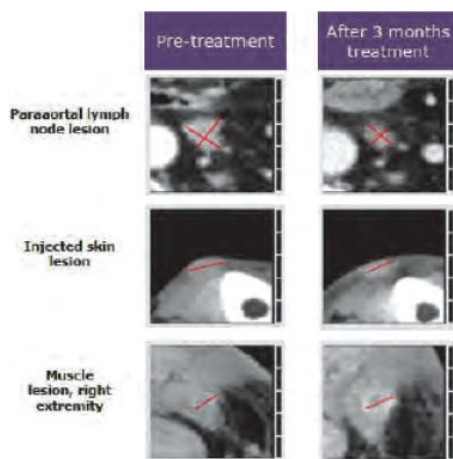 Pre-treatment
After 3 months
treatment
Paraaortal lymph
node lesion
Injected skin
lesion
Muscle
lesion, right
extremity